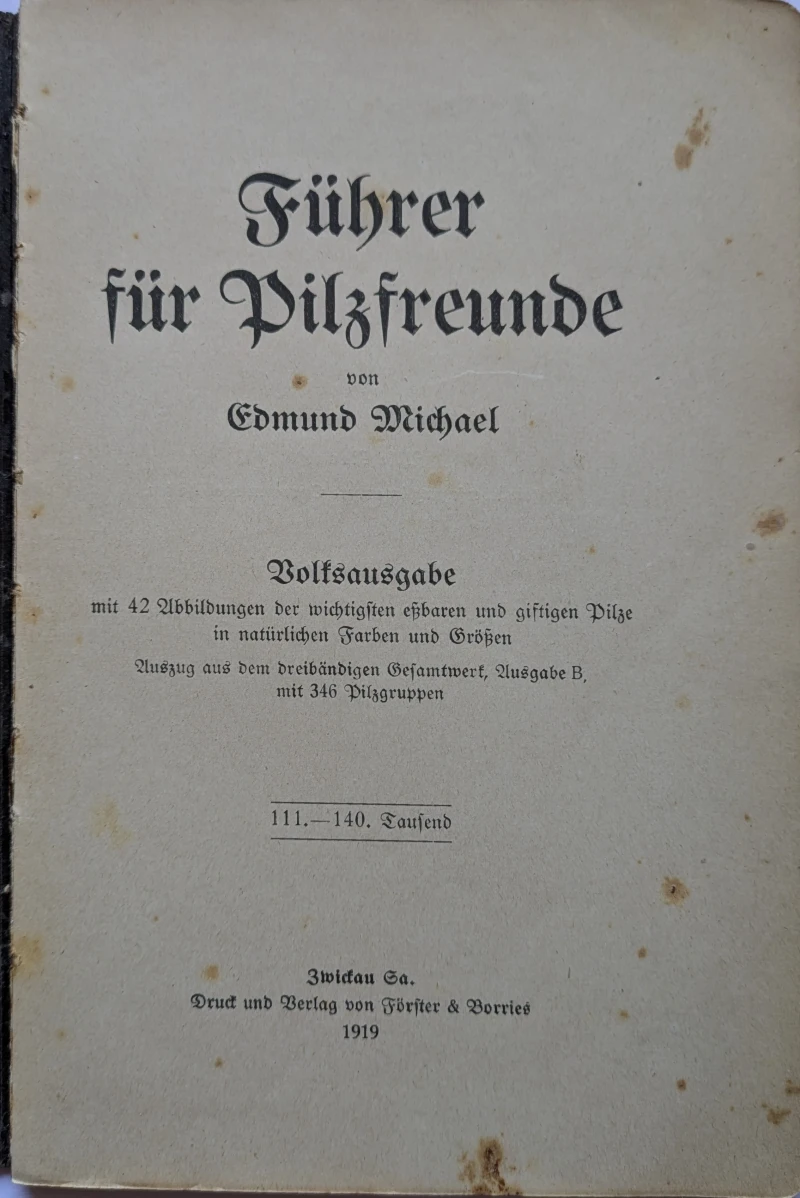 Führer
für Pilzfreunde
von
Edmund Michael
Volksausgabe
mit 42 Abbildungen der wichtigsten eßbaren und giftigen Pilze
in natürlichen Farben und Größen
Auszug aus dem dreibändigen Gesamtwerk, Ausgabe B,
mit 346 Pilzgruppen
111.—140. Tausend
Zwickau Sa.
Druck und Verlag von Förster & Borries
1919